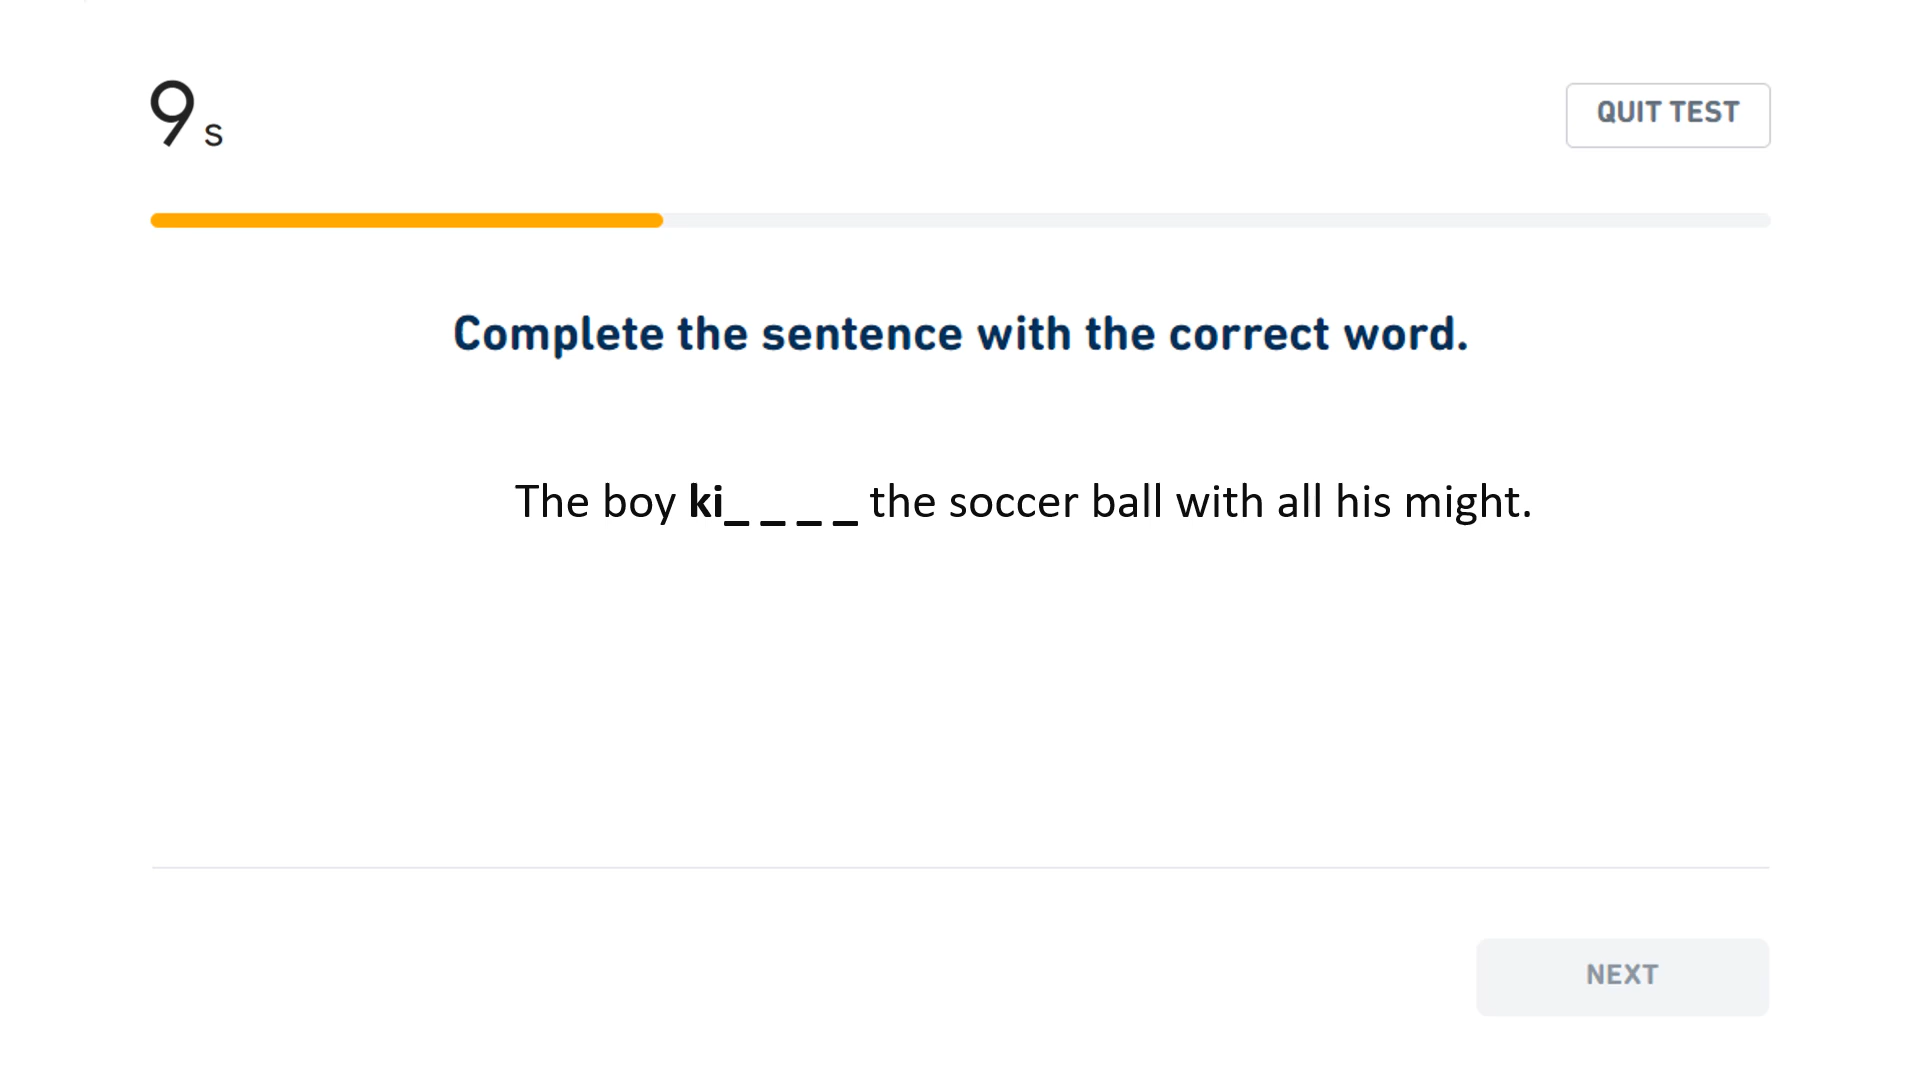 9 s
QUIT TEST
Complete the sentence with the correct word.
The boy ki_ _ _ _ the soccer ball with all his might.
NEXT